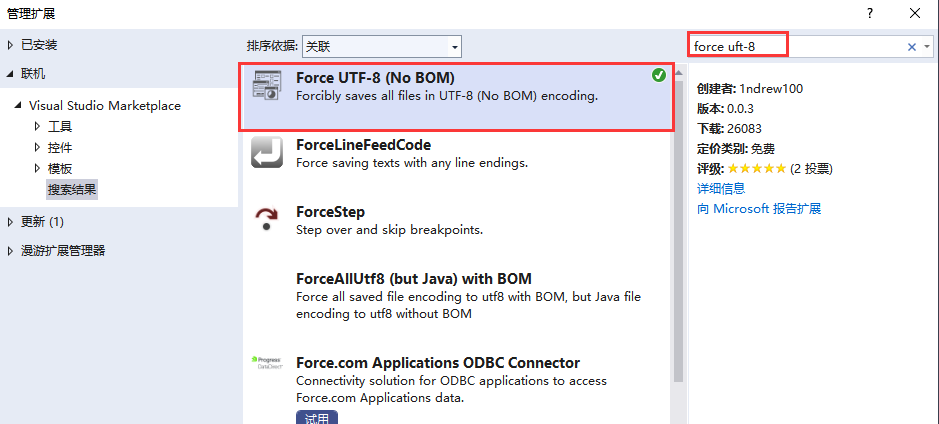 管理扩展
? ×
已安装
联机
Visual Studio Marketplace
工具
控件
模板
搜索结果
更新 (1)
漫游扩展管理器
排序依据: 关联
Force UTF-8 (No BOM)
Forcibly saves all files in UTF-8 (No BOM) encoding.
ForceLineFeedCode
Force saving texts with any line endings.
ForceStep
Step over and skip breakpoints.
ForceAllUtf8 (but Java) with BOM
Force all saved file encoding to utf8 with BOM, but Java file
encoding to utf8 without BOM
Progress
DataDirect
Force.com Applications ODBC Connector
Connectivity solution for ODBC applications to access
Force.com Applications data.
试用
force uft-8
创建者: 1ndrew100
版本: 0.0.3
下载: 26083
定价类别: 免费
评级: ★★★★★ (2 投票)
详细信息
向 Microsoft 报告扩展